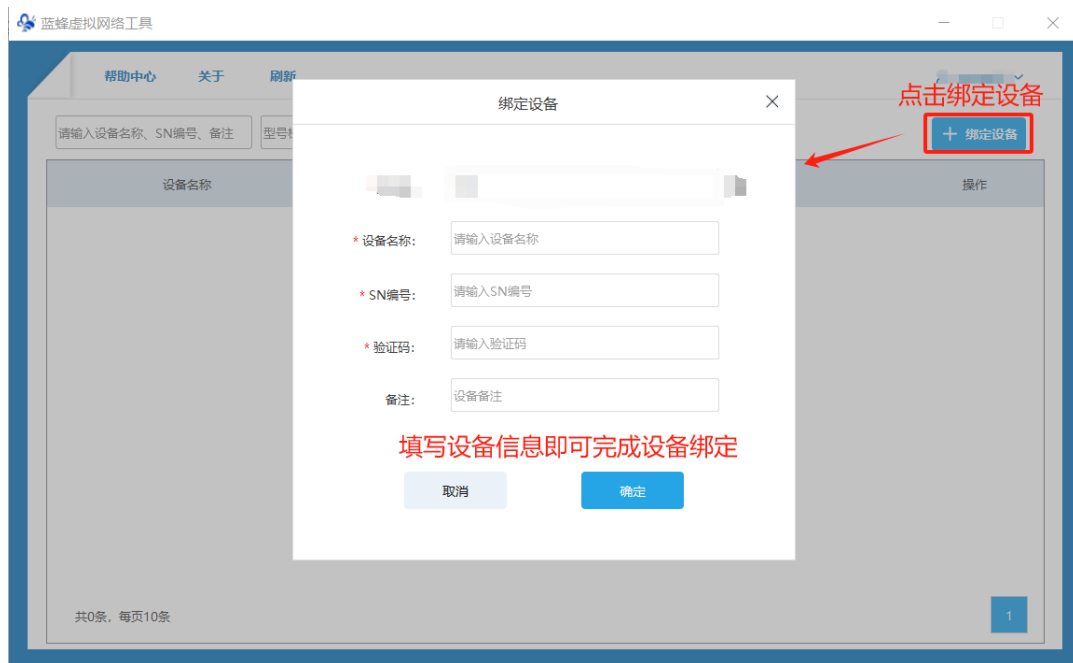 蓝蜂虚拟网络工具
帮助中心 关于 刷新
点击绑定设备
请输入设备名称、SN编号、备注 型号 + 绑定设备
绑定设备
设备名称 操作
* 设备名称: 请输入设备名称
* SN编号: 请输入SN编号
* 验证码: 请输入验证码
备注: 设备备注
填写设备信息即可完成设备绑定
取消 确定
共0条，每页10条 1